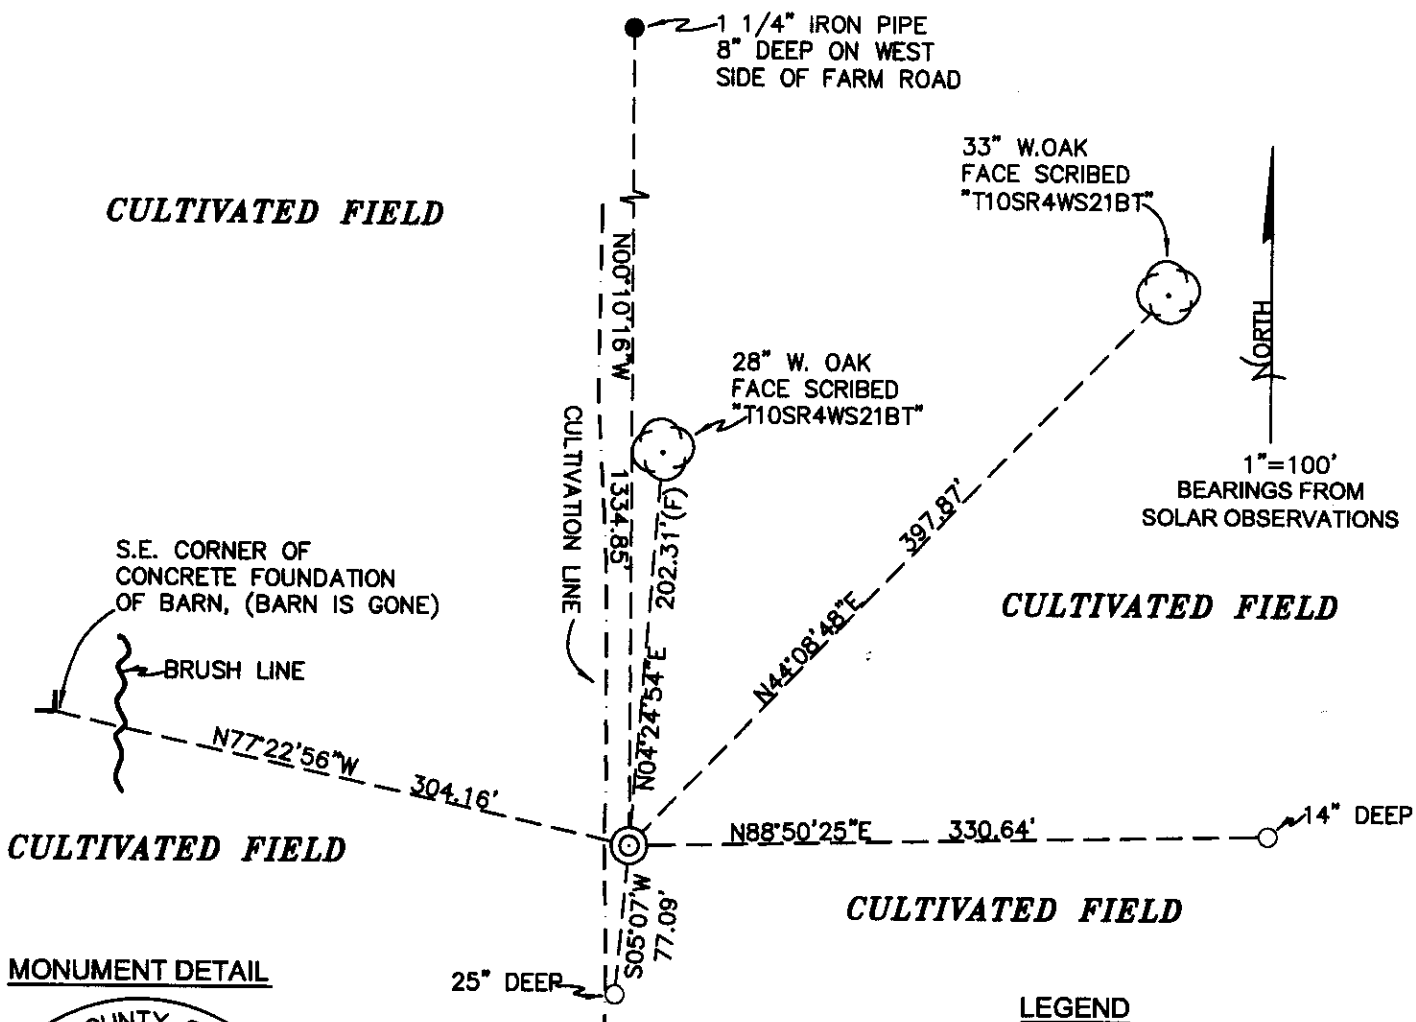 1 1/4" IRON PIPE
8" DEEP ON WEST
SIDE OF FARM ROAD
33" W.OAK
FACE SCRIBED
"T10SR4WS21BT"
CULTIVATED FIELD
N00°10'16"W
1334.85'
28" W. OAK
FACE SCRIBED
"T10SR4WS21BT"
NORTH
1"=100'
BEARINGS FROM
SOLAR OBSERVATIONS
CULTIVATION LINE
N04°24'54"E 202.31'(F)
N44°08'48"E 397.87'
S.E. CORNER OF
CONCRETE FOUNDATION
OF BARN, (BARN IS GONE)
CULTIVATED FIELD
BRUSH LINE
N77°22'56"W 304.16'
N88°50'25"E 330.64'
14" DEEP
CULTIVATED FIELD
S05°07'W
77.09'
CULTIVATED FIELD
MONUMENT DETAIL
25" DEEP
LEGEND